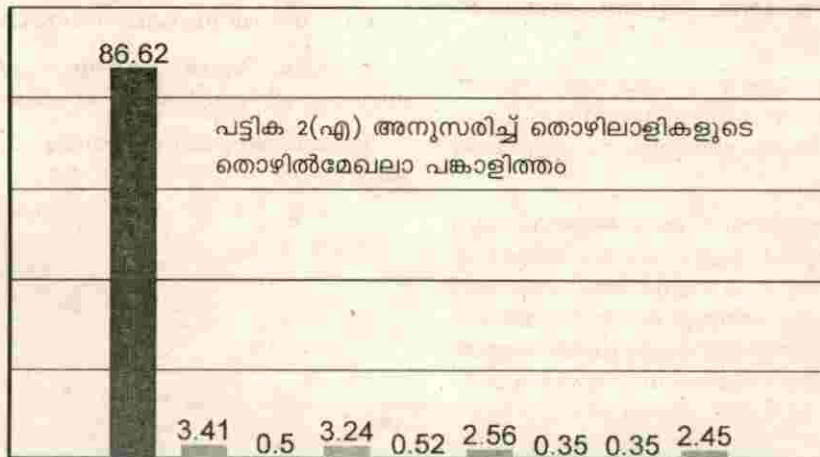 86.62
പട്ടിക 2(എ) അനുസരിച്ച് തൊഴിലാളികളുടെ
തൊഴിൽമേഖലാ പങ്കാളിത്തം
3.41 0.5 3.24 0.52 2.56 0.35 0.35 2.45